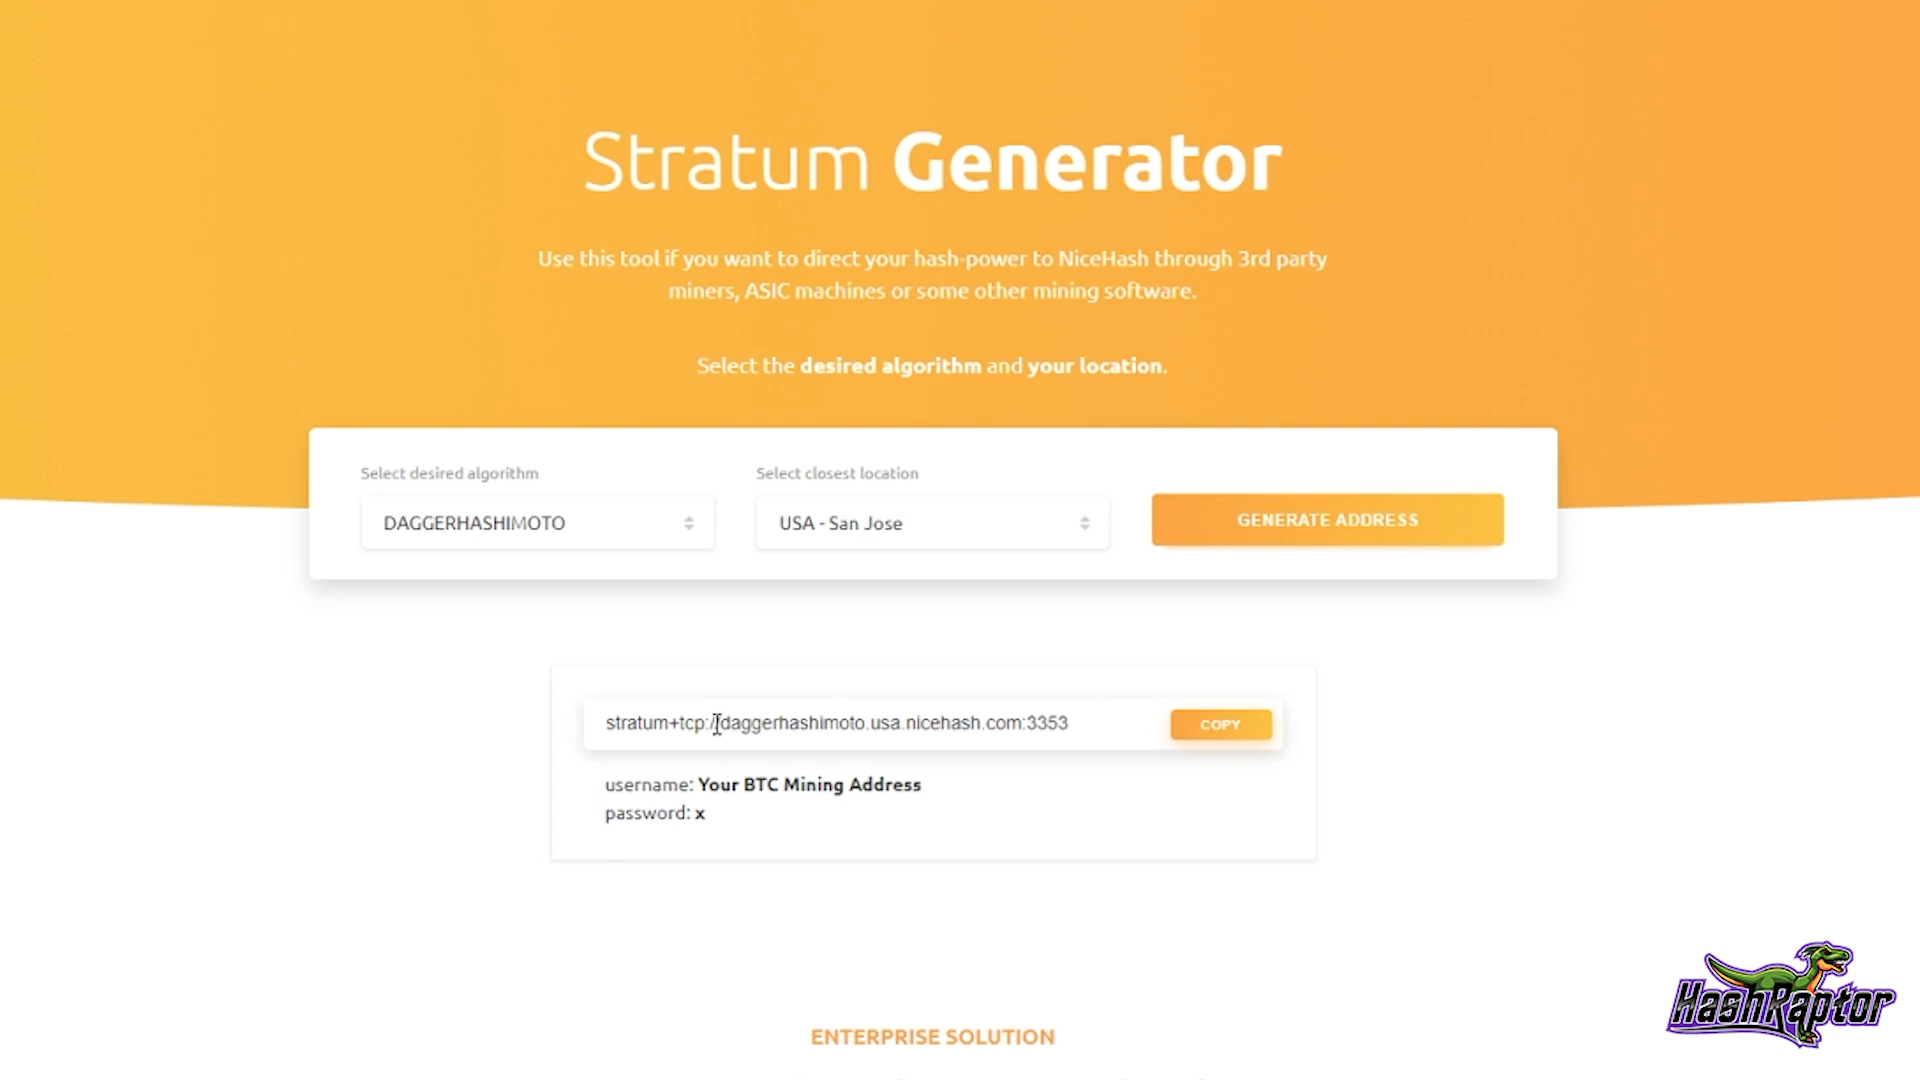 Stratum Generator
Use this tool if you want to direct your hash-power to NiceHash through 3rd party
miners, ASIC machines or some other mining software.
Select the desired algorithm and your location.
Select desired algorithm
Select closest location
DAGGERHASHIMOTO
USA - San Jose
GENERATE ADDRESS
stratum+tcp://daggerhashimoto.usa.nicehash.com:3353
COPY
username: Your BTC Mining Address
password: x
HashRaptor
ENTERPRISE SOLUTION